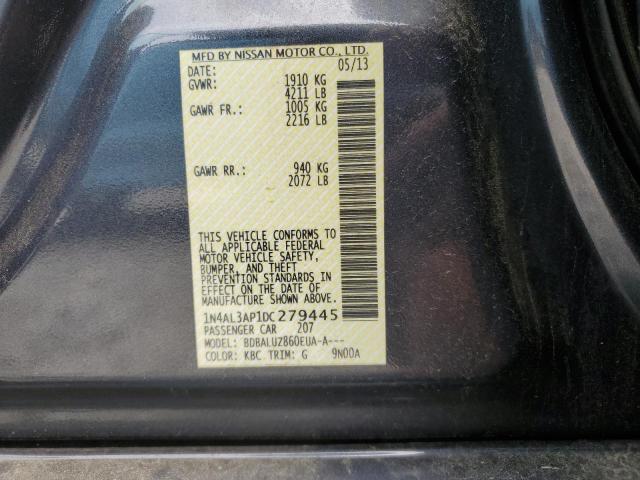 MFD BY NISSAN MOTOR CO., LTD.
DATE: 05/13
GVWR: 1910 KG
4211 LB
GAWR FR.: 1005 KG
2216 LB
GAWR RR.: 940 KG
2072 LB
THIS VEHICLE CONFORMS TO
ALL APPLICABLE FEDERAL
MOTOR VEHICLE SAFETY,
BUMPER, AND THEFT
PREVENTION STANDARDS IN
EFFECT ON THE DATE OF
MANUFACTURE SHOWN ABOVE.
1N4AL3AP1DC279445
PASSENGER CAR 207
MODEL: BDBALUZ860EUA-A---
COLOR: KBC TRIM: G 9N00A